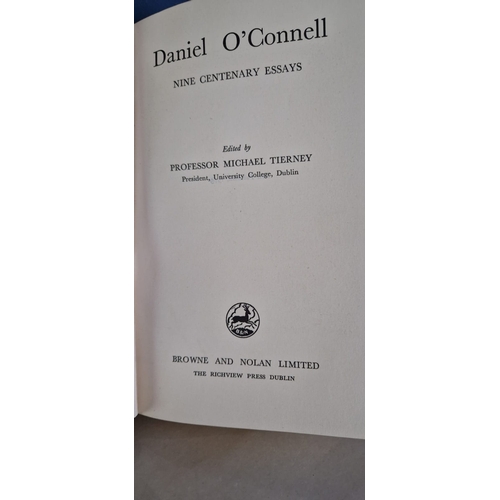 Daniel O'Connell
NINE CENTENARY ESSAYS
Edited by
PROFESSOR MICHAEL TIERNEY
President, University College, Dublin
B & N
BROWNE AND NOLAN LIMITED
THE RICHVIEW PRESS DUBLIN